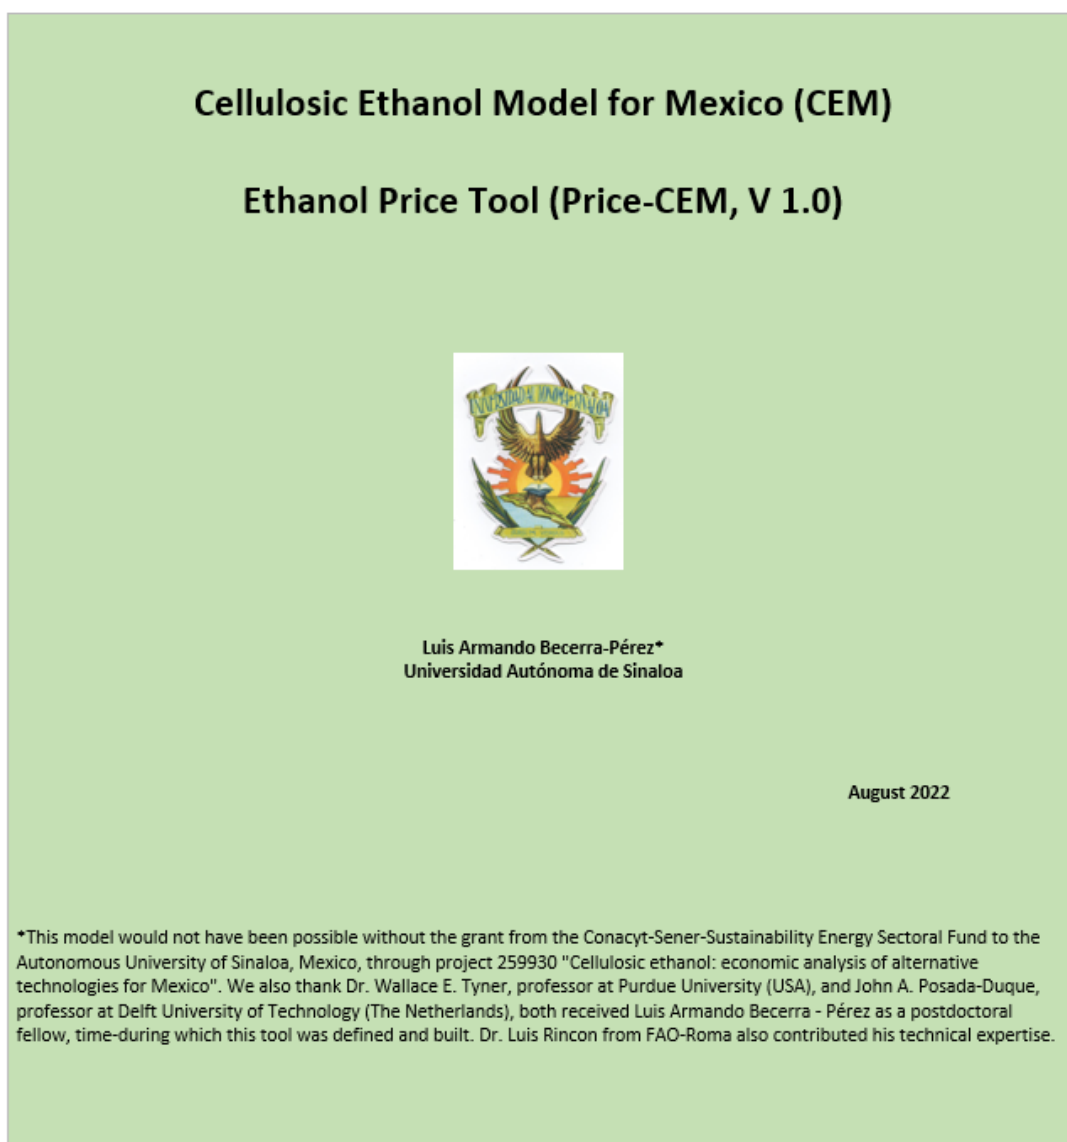 Cellulosic Ethanol Model for Mexico (CEM)
Ethanol Price Tool (Price-CEM, V 1.0)
UNIVERSIDAD AUTONOMA DE SINALOA
Luis Armando Becerra-Pérez*
Universidad Autónoma de Sinaloa
August 2022
*This model would not have been possible without the grant from the Conacyt-Sener-Sustainability Energy Sectoral Fund to the
Autonomous University of Sinaloa, Mexico, through project 259930 "Cellulosic ethanol: economic analysis of alternative
technologies for Mexico". We also thank Dr. Wallace E. Tyner, professor at Purdue University (USA), and John A. Posada-Duque,
professor at Delft University of Technology (The Netherlands), both received Luis Armando Becerra - Pérez as a postdoctoral
fellow, time-during which this tool was defined and built. Dr. Luis Rincon from FAO-Roma also contributed his technical expertise.